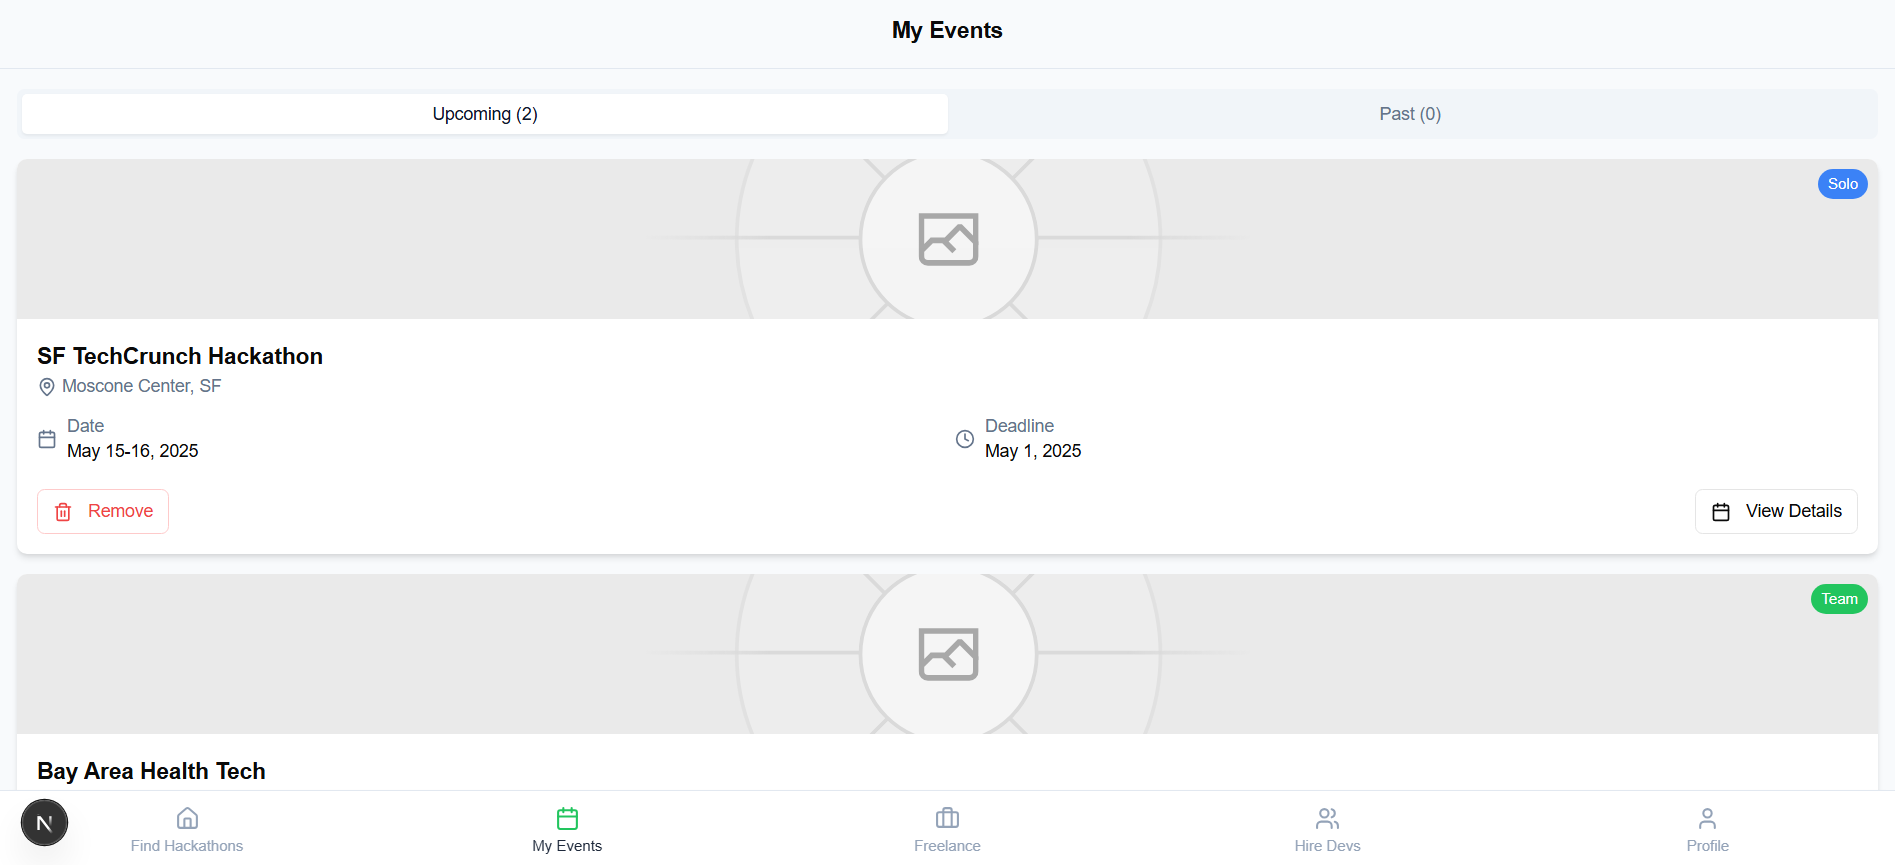 My Events
Upcoming (2)
Past (0)
Solo
SF TechCrunch Hackathon
Moscone Center, SF
Date
May 15-16, 2025
Deadline
May 1, 2025
Remove
View Details
Team
Bay Area Health Tech
N
Find Hackathons
My Events
Freelance
Hire Devs
Profile